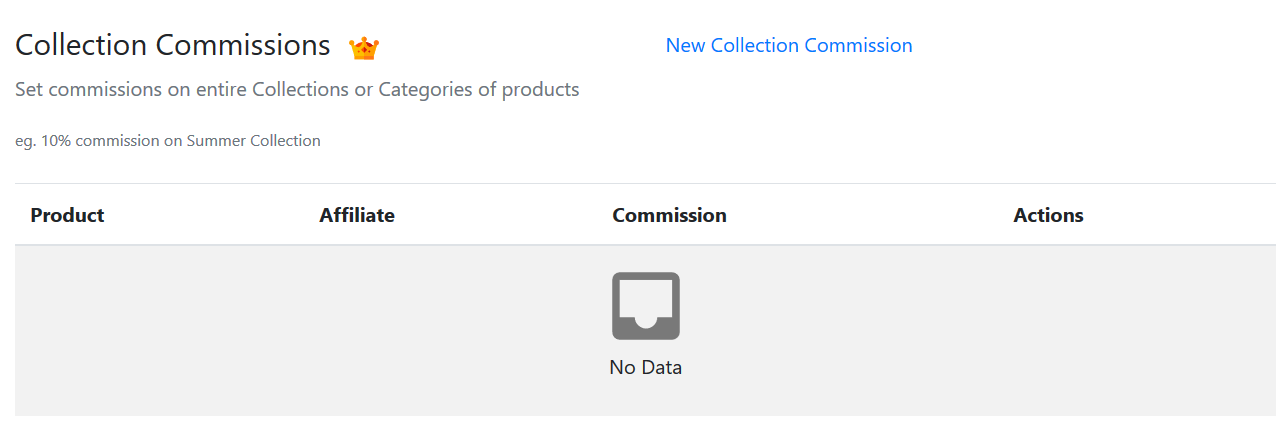 Collection Commissions
New Collection Commission
Set commissions on entire Collections or Categories of products
eg. 10% commission on Summer Collection
Product Affiliate Commission Actions
No Data